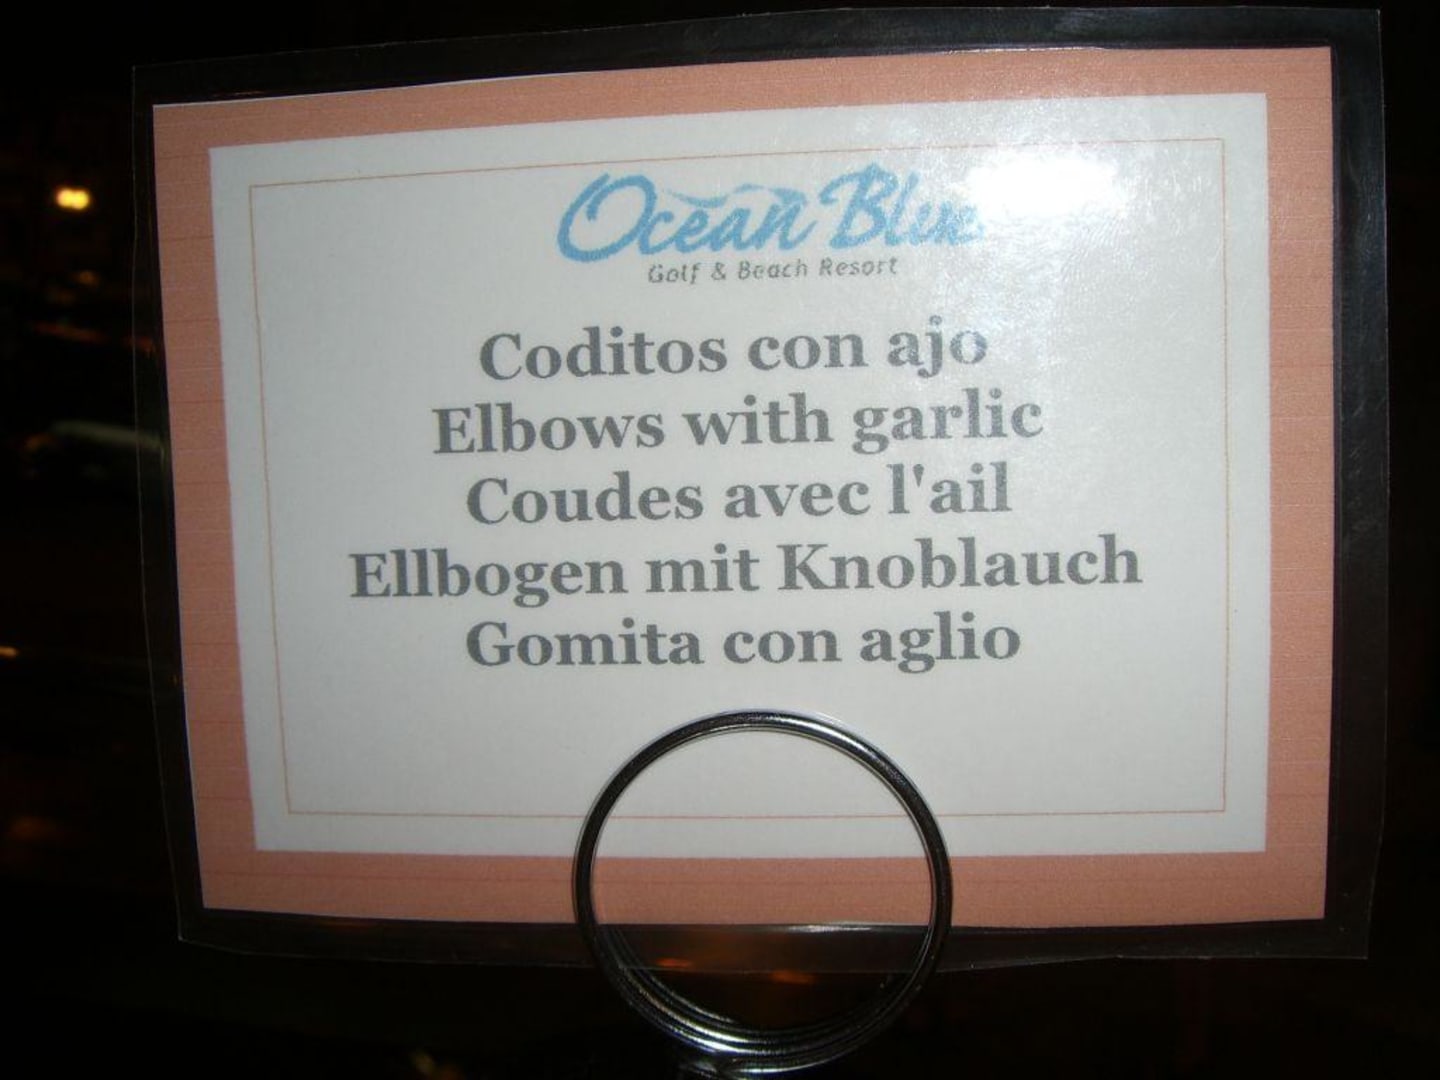 Ocean Blue
Golf & Beach Resort
Coditos con ajo
Elbows with garlic
Coudes avec l'ail
Ellbogen mit Knoblauch
Gomita con aglio